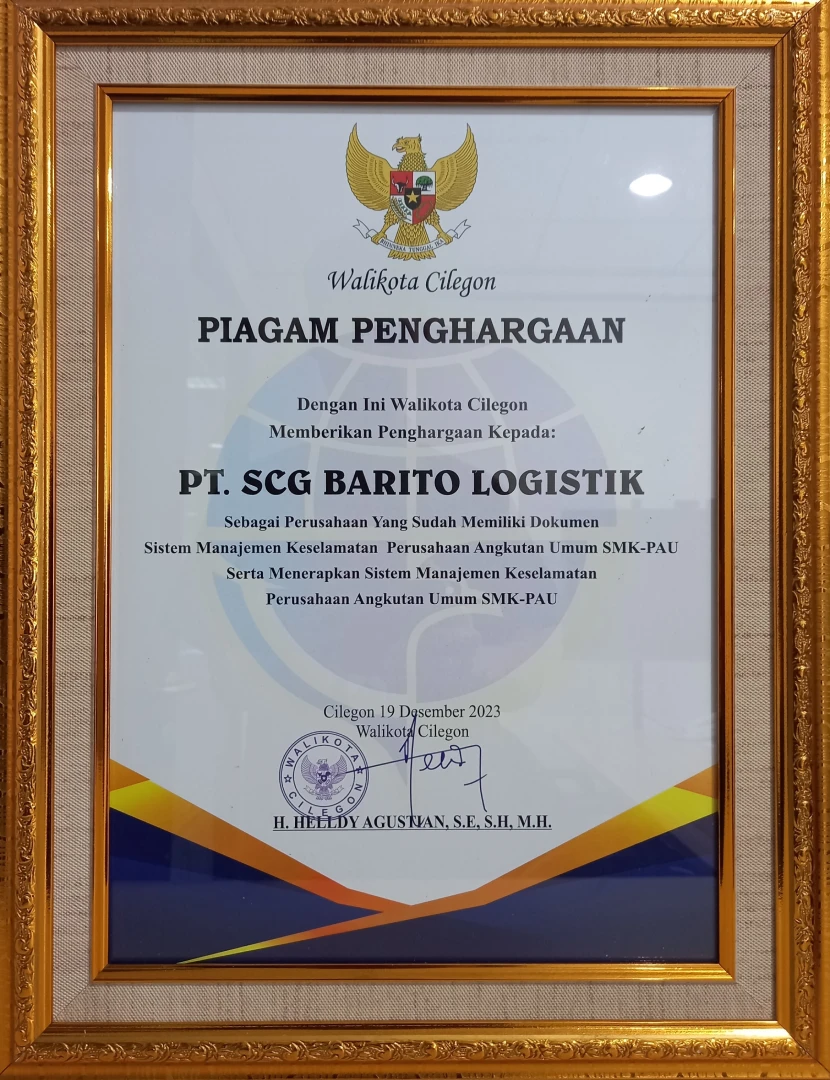 BHINNEKA TUNGGAL IKA
Walikota Cilegon
PIAGAM PENGHARGAAN
Dengan Ini Walikota Cilegon
Memberikan Penghargaan Kepada:
PT. SCG BARITO LOGISTIK
Sebagai Perusahaan Yang Sudah Memiliki Dokumen
Sistem Manajemen Keselamatan Perusahaan Angkutan Umum SMK-PAU
Serta Menerapkan Sistem Manajemen Keselamatan
Perusahaan Angkutan Umum SMK-PAU
Cilegon 19 Desember 2023
Walikota Cilegon
WALIKOTA
CILEGON
H. HELLDY AGUSTIAN, S.E, S.H, M.H.